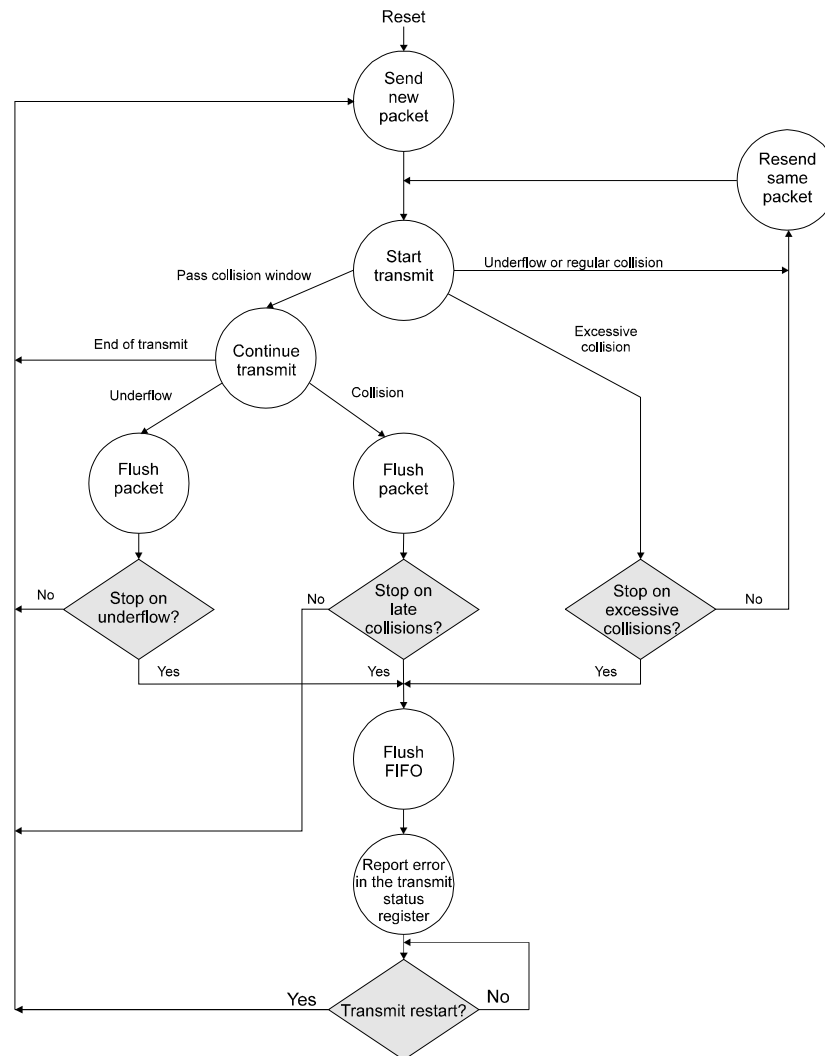 Reset
Send
new
packet
Resend
same
packet
Start
transmit
Pass collision window
Underflow or regular collision
End of transmit
Continue
transmit
Excessive
collision
Underflow
Collision
Flush
packet
Flush
packet
No
Stop on
underflow?
No
Stop on
late
collisions?
Stop on
excessive
collisions?
No
Yes
Yes
Yes
Flush
FIFO
Report error
in the transmit
status
register
Yes
Transmit restart?
No